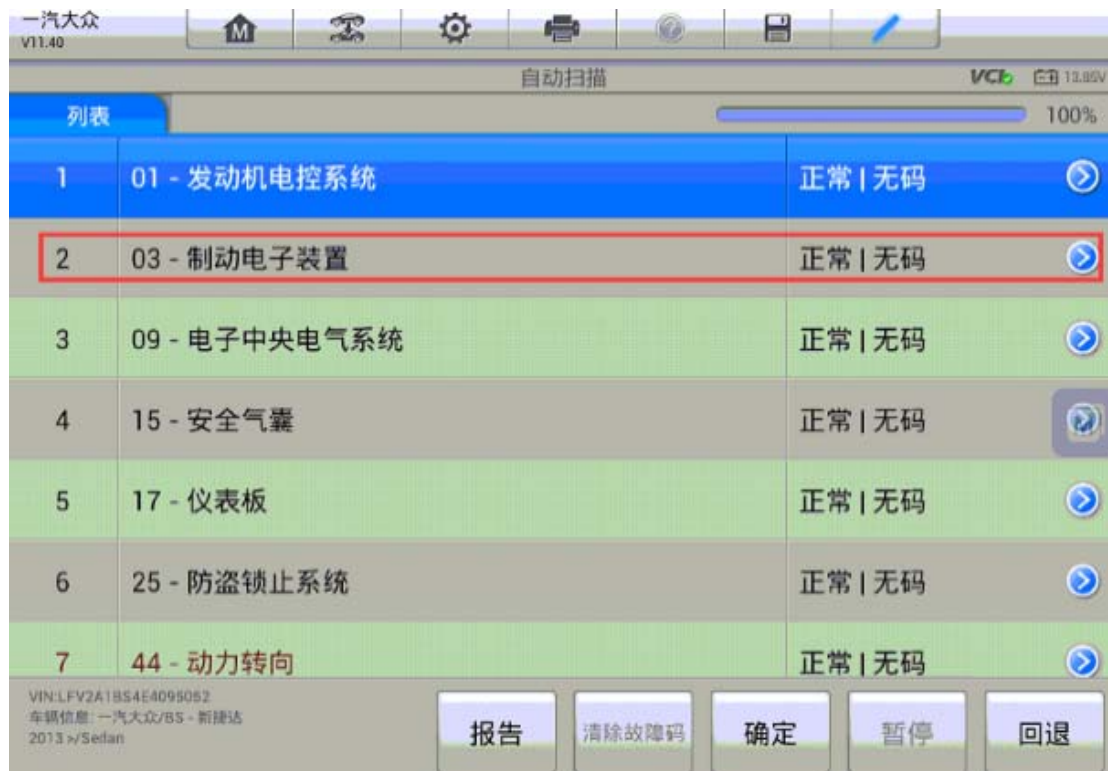 一汽大众
V11.40
M
自动扫描
VCI 13.85V
列表 100%
1 01 - 发动机电控系统 正常 | 无码
2 03 - 制动电子装置 正常 | 无码
3 09 - 电子中央电气系统 正常 | 无码
4 15 - 安全气囊 正常 | 无码
5 17 - 仪表板 正常 | 无码
6 25 - 防盗锁止系统 正常 | 无码
7 44 - 动力转向 正常 | 无码
VIN:LFV2A1BS4E4095062
车辆信息: 一汽大众/BS - 新捷达
2013 >/Sedan
报告 清除故障码 确定 暂停 回退